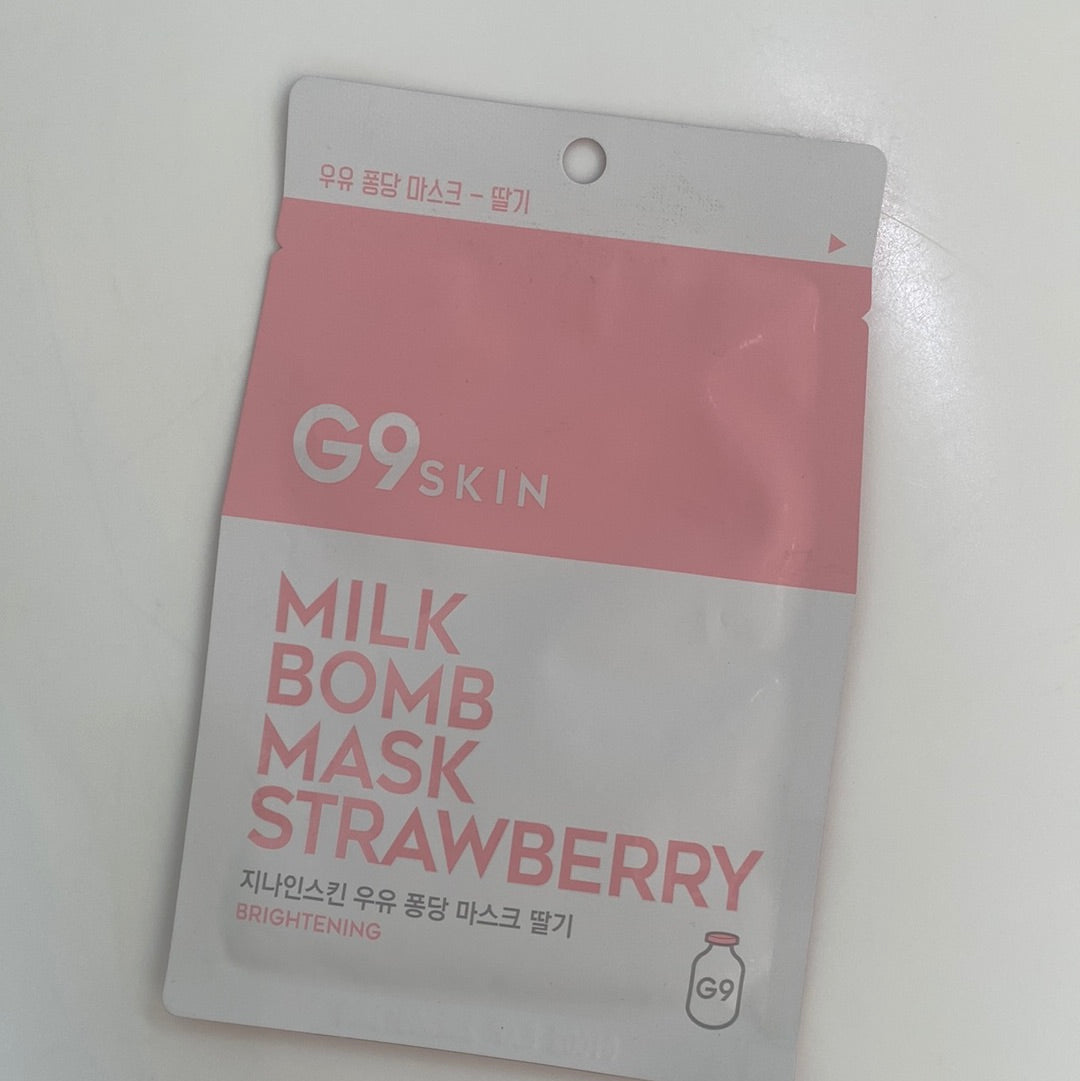 우유 퐁당 마스크 - 딸기
G9SKIN
MILK
BOMB
MASK
STRAWBERRY
지나인스킨 우유 퐁당 마스크 딸기
BRIGHTENING
G9